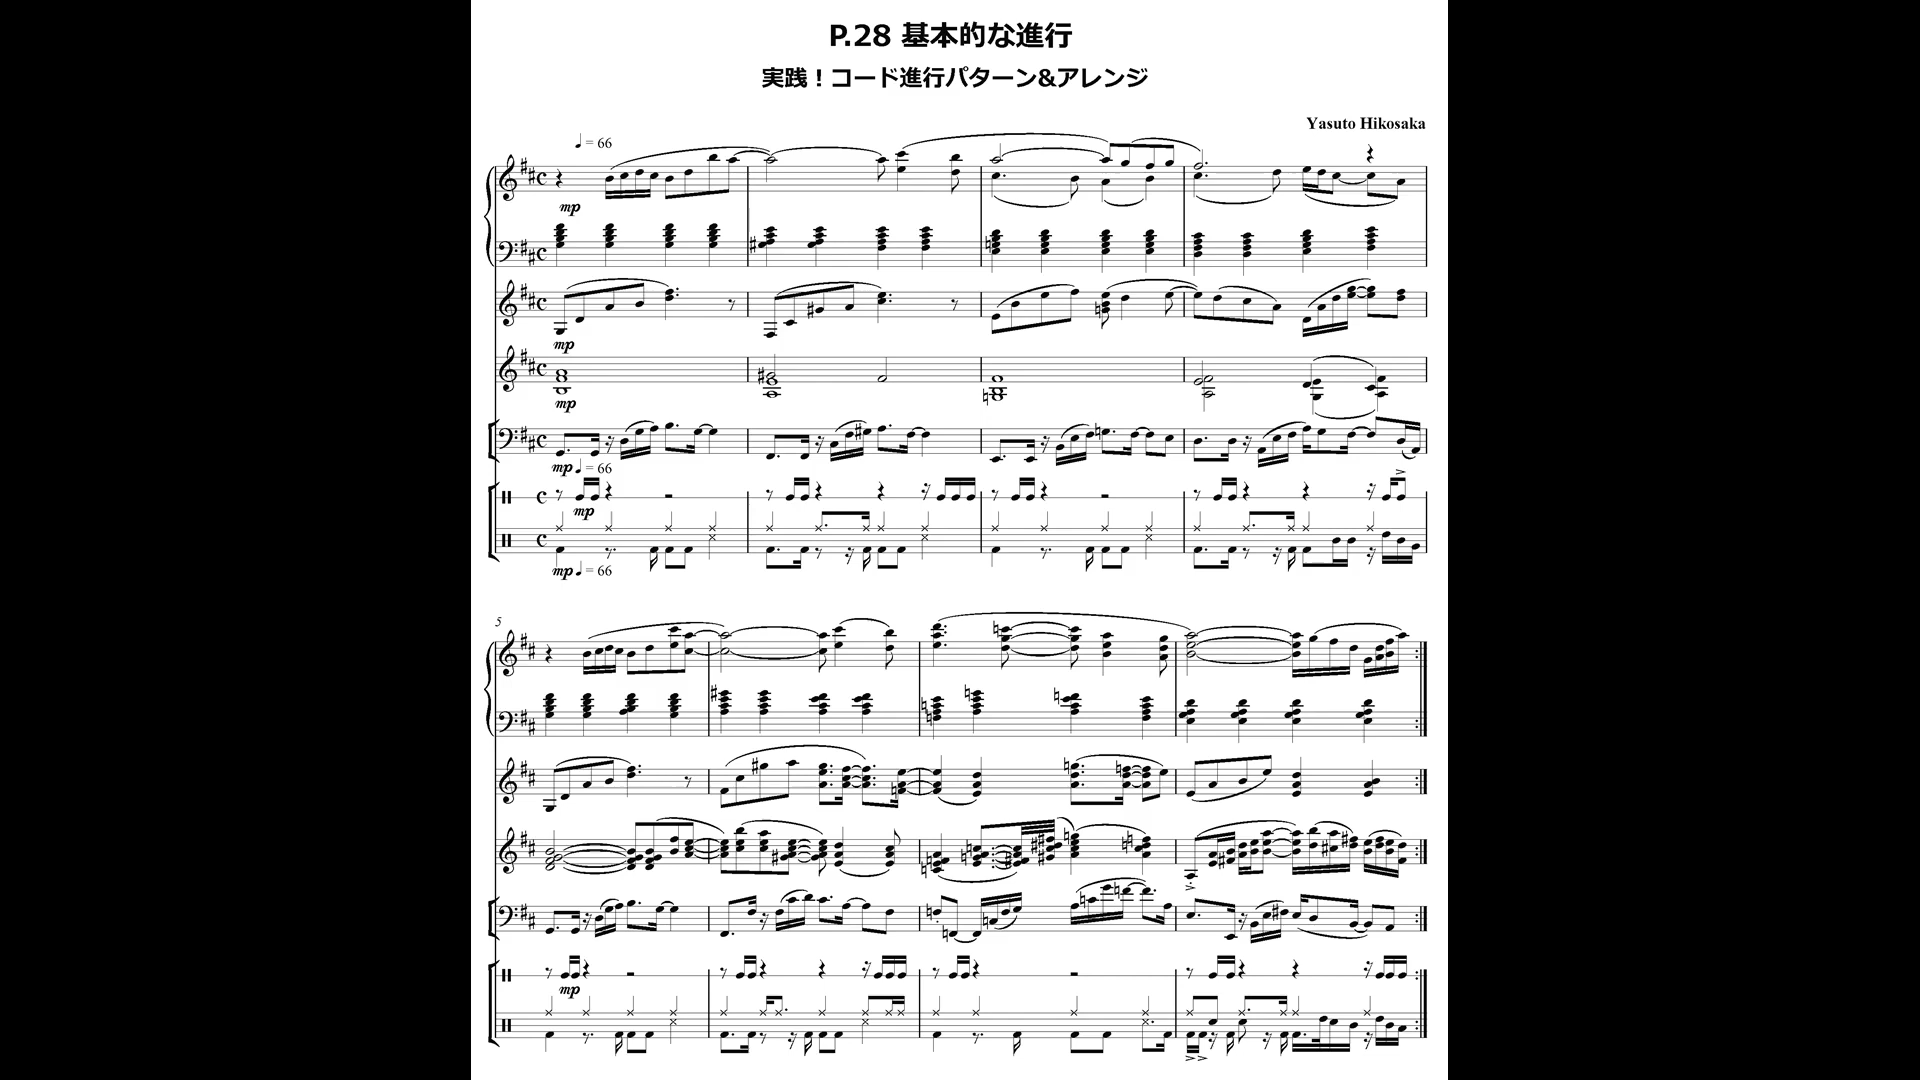 P.28 基本的な進行
実践！コード進行パターン&アレンジ
Yasuto Hikosaka
♩ = 66
mp
mp
mp
mp ♩ = 66
mp
mp ♩ = 66
5
mp